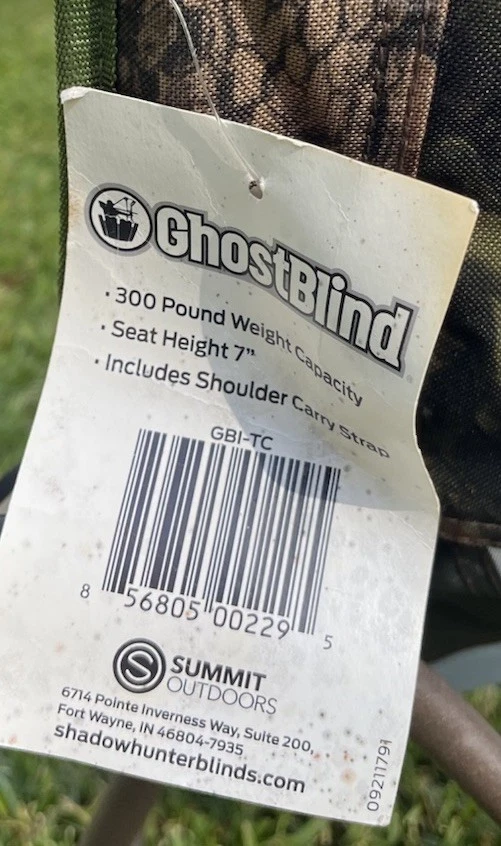 GhostBlind
• 300 Pound Weight Capacity
• Seat Height 7"
• Includes Shoulder Carry Strap
GBI-TC
8 56805 00229 5
S SUMMIT
OUTDOORS
6714 Pointe Inverness Way, Suite 200,
Fort Wayne, IN 46804-7935
shadowhunterblinds.com
09211791